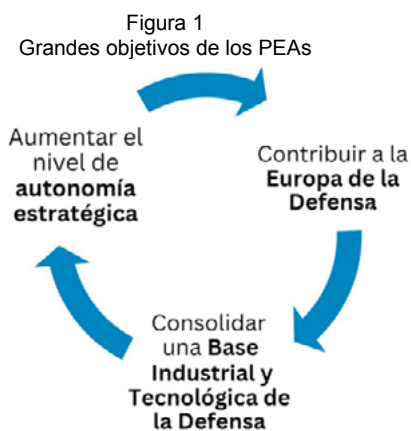 Figura 1
Grandes objetivos de los PEAs
Aumentar el
nivel de
autonomía
estratégica
Contribuir a la
Europa de la
Defensa
Consolidar
una Base
Industrial y
Tecnológica de
la Defensa